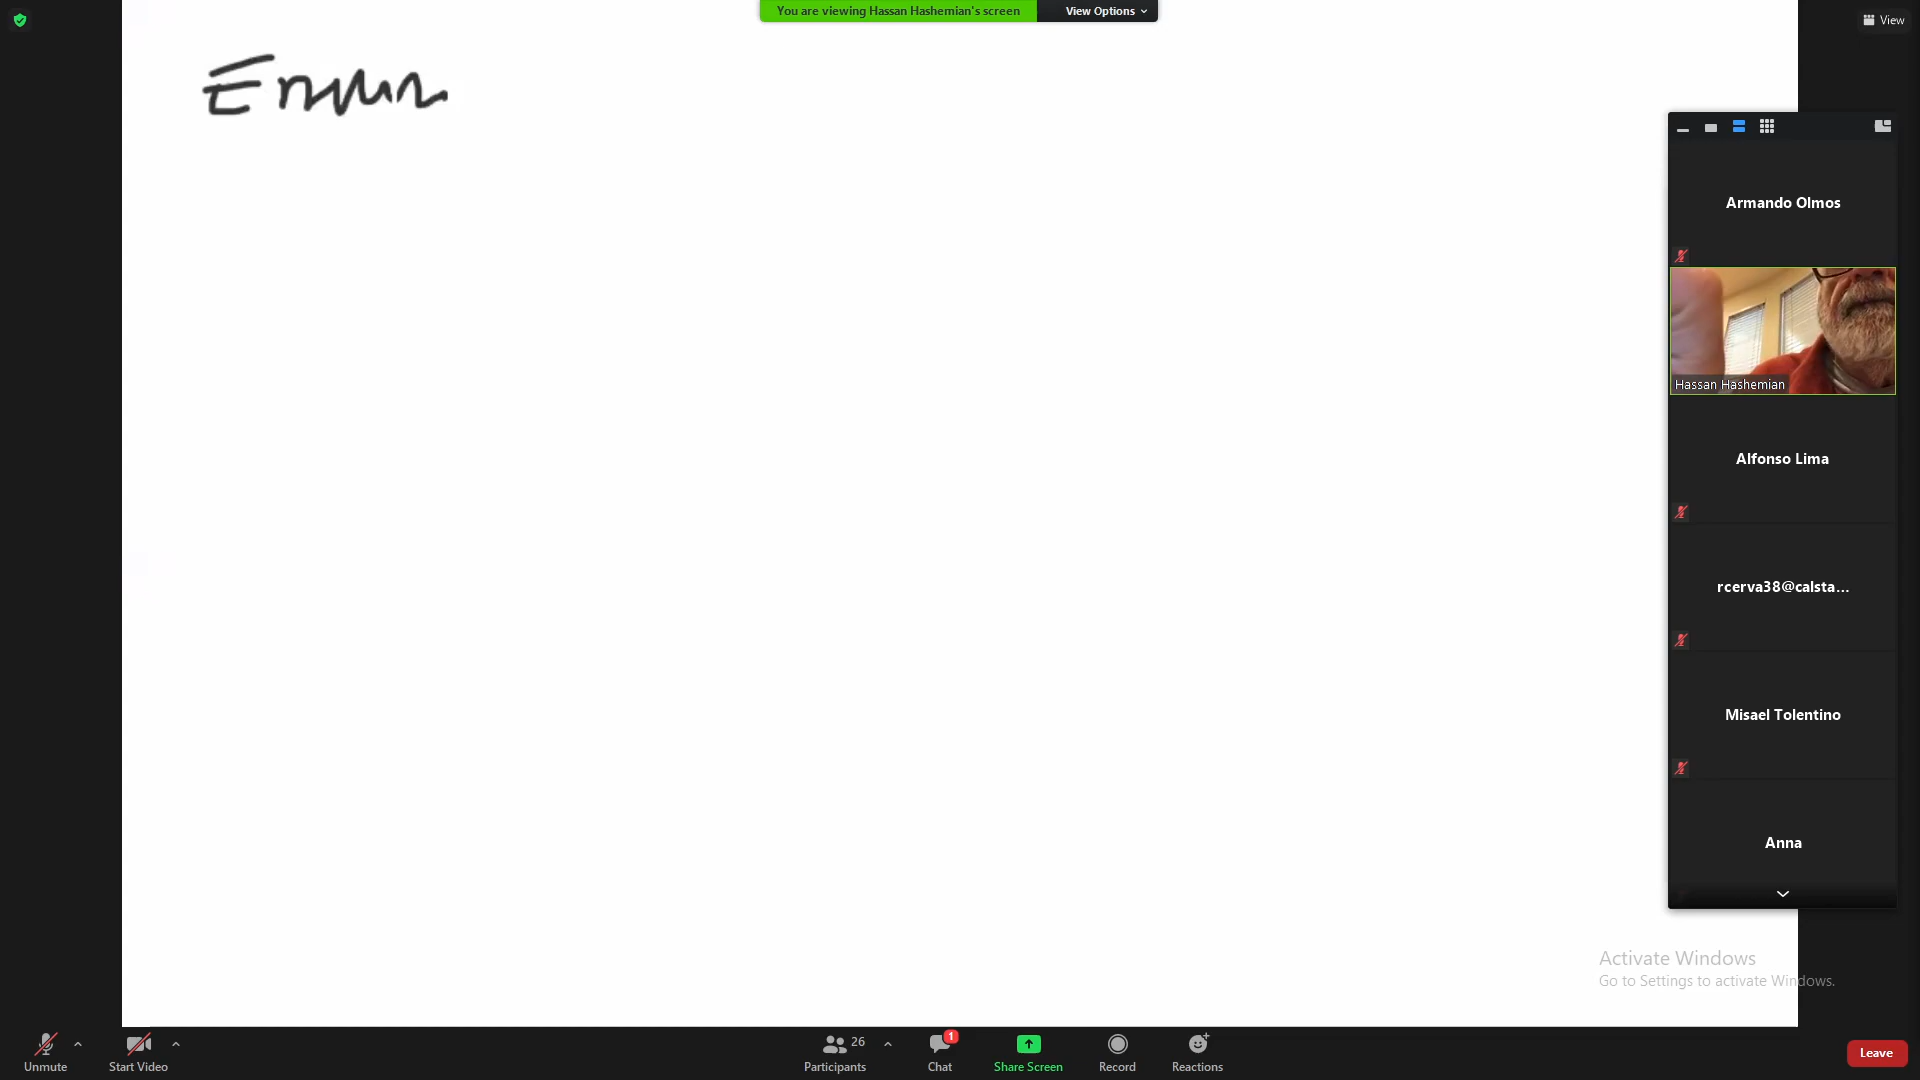 You are viewing Hassan Hashemian's screen
View Options
View
Armando Olmos
Hassan Hashemian
Alfonso Lima
rcerva38@calsta...
Misael Tolentino
Anna
Activate Windows
Go to Settings to activate Windows.
Unmute
Start Video
26
Participants
1
Chat
Share Screen
Record
Reactions
Leave